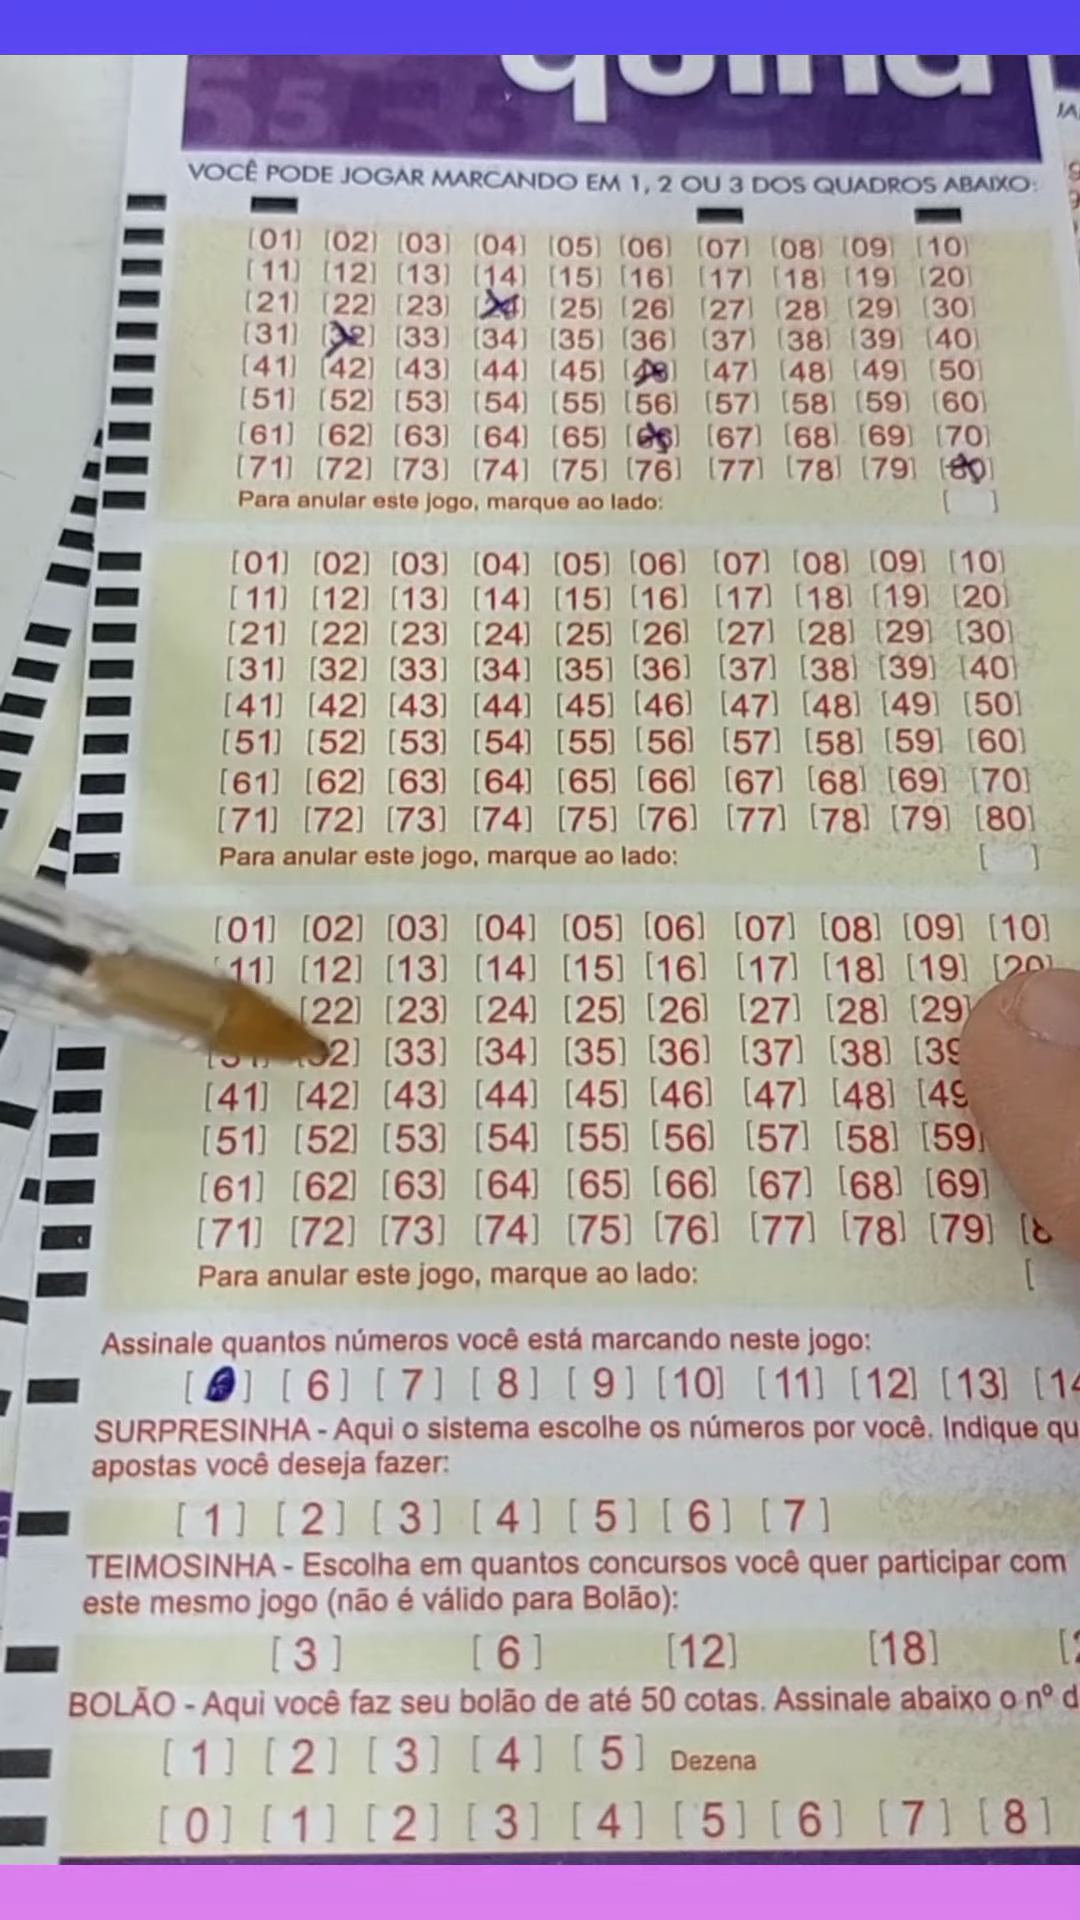 quina
VOCÊ PODE JOGAR MARCANDO EM 1, 2 OU 3 DOS QUADROS ABAIXO:
[01] [02] [03] [04] [05] [06] [07] [08] [09] [10]
[11] [12] [13] [14] [15] [16] [17] [18] [19] [20]
[21] [22] [23] [24] [25] [26] [27] [28] [29] [30]
[31] [32] [33] [34] [35] [36] [37] [38] [39] [40]
[41] [42] [43] [44] [45] [46] [47] [48] [49] [50]
[51] [52] [53] [54] [55] [56] [57] [58] [59] [60]
[61] [62] [63] [64] [65] [66] [67] [68] [69] [70]
[71] [72] [73] [74] [75] [76] [77] [78] [79] [80]
Para anular este jogo, marque ao lado: [ ]
[01] [02] [03] [04] [05] [06] [07] [08] [09] [10]
[11] [12] [13] [14] [15] [16] [17] [18] [19] [20]
[21] [22] [23] [24] [25] [26] [27] [28] [29] [30]
[31] [32] [33] [34] [35] [36] [37] [38] [39] [40]
[41] [42] [43] [44] [45] [46] [47] [48] [49] [50]
[51] [52] [53] [54] [55] [56] [57] [58] [59] [60]
[61] [62] [63] [64] [65] [66] [67] [68] [69] [70]
[71] [72] [73] [74] [75] [76] [77] [78] [79] [80]
Para anular este jogo, marque ao lado: [ ]
[01] [02] [03] [04] [05] [06] [07] [08] [09] [10]
11] [12] [13] [14] [15] [16] [17] [18] [19] [20]
[22] [23] [24] [25] [26] [27] [28] [29]
[31] [32] [33] [34] [35] [36] [37] [38] [39
[41] [42] [43] [44] [45] [46] [47] [48] [49
[51] [52] [53] [54] [55] [56] [57] [58] [59]
[61] [62] [63] [64] [65] [66] [67] [68] [69]
[71] [72] [73] [74] [75] [76] [77] [78] [79] [8
Para anular este jogo, marque ao lado: [
Assinale quantos números você está marcando neste jogo:
[ ] [ 6 ] [ 7 ] [ 8 ] [ 9 ] [10] [11] [12] [13] [14
SURPRESINHA - Aqui o sistema escolhe os números por você. Indique qu
apostas você deseja fazer:
[ 1 ] [ 2 ] [ 3 ] [ 4 ] [ 5 ] [ 6 ] [ 7 ]
TEIMOSINHA - Escolha em quantos concursos você quer participar com
este mesmo jogo (não é válido para Bolão):
[ 3 ] [ 6 ] [12] [18]
BOLÃO - Aqui você faz seu bolão de até 50 cotas. Assinale abaixo o nº d
[ 1 ] [ 2 ] [ 3 ] [ 4 ] [ 5 ] Dezena
[ 0 ] [ 1 ] [ 2 ] [ 3 ] [ 4 ] [ 5 ] [ 6 ] [ 7 ] [ 8 ]